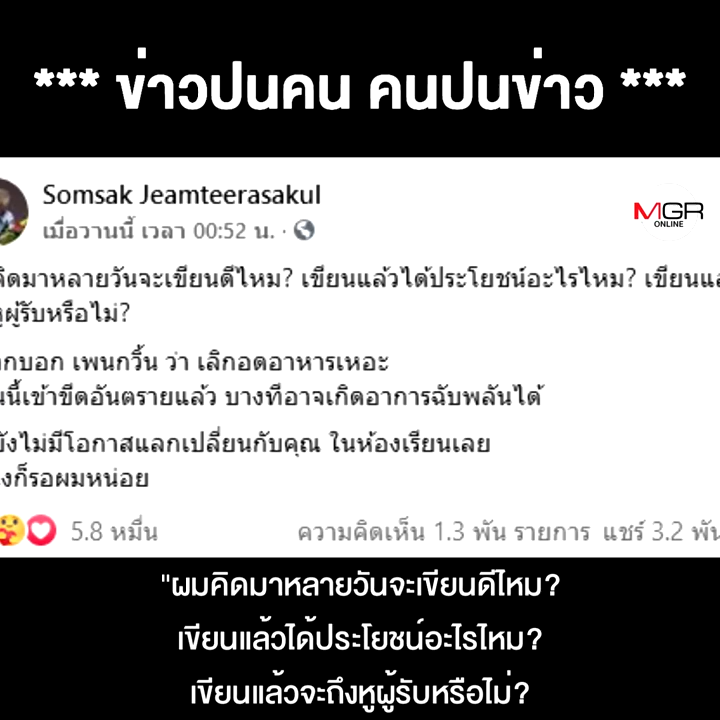 *** ข่าวปนคน คนปนข่าว ***
Somsak Jeamteerasakul
เมื่อวานนี้ เวลา 00:52 น. ·
MGR
ONLINE
คิดมาหลายวันจะเขียนดีไหม? เขียนแล้วได้ประโยชน์อะไรไหม? เขียนแล
ผู้รับหรือไม่?
กบอก เพนกวิ้น ว่า เลิกอดอาหารเหอะ
นี้เข้าขีดอันตรายแล้ว บางทีอาจเกิดอาการฉับพลันได้
ยังไม่มีโอกาสแลกเปลี่ยนกับคุณ ในห้องเรียนเลย
งก็รอผมหน่อย
5.8 หมื่น
ความคิดเห็น 1.3 พัน รายการ แชร์ 3.2 พัน
"ผมคิดมาหลายวันจะเขียนดีไหม?
เขียนแล้วได้ประโยชน์อะไรไหม?
เขียนแล้วจะถึงหูผู้รับหรือไม่?